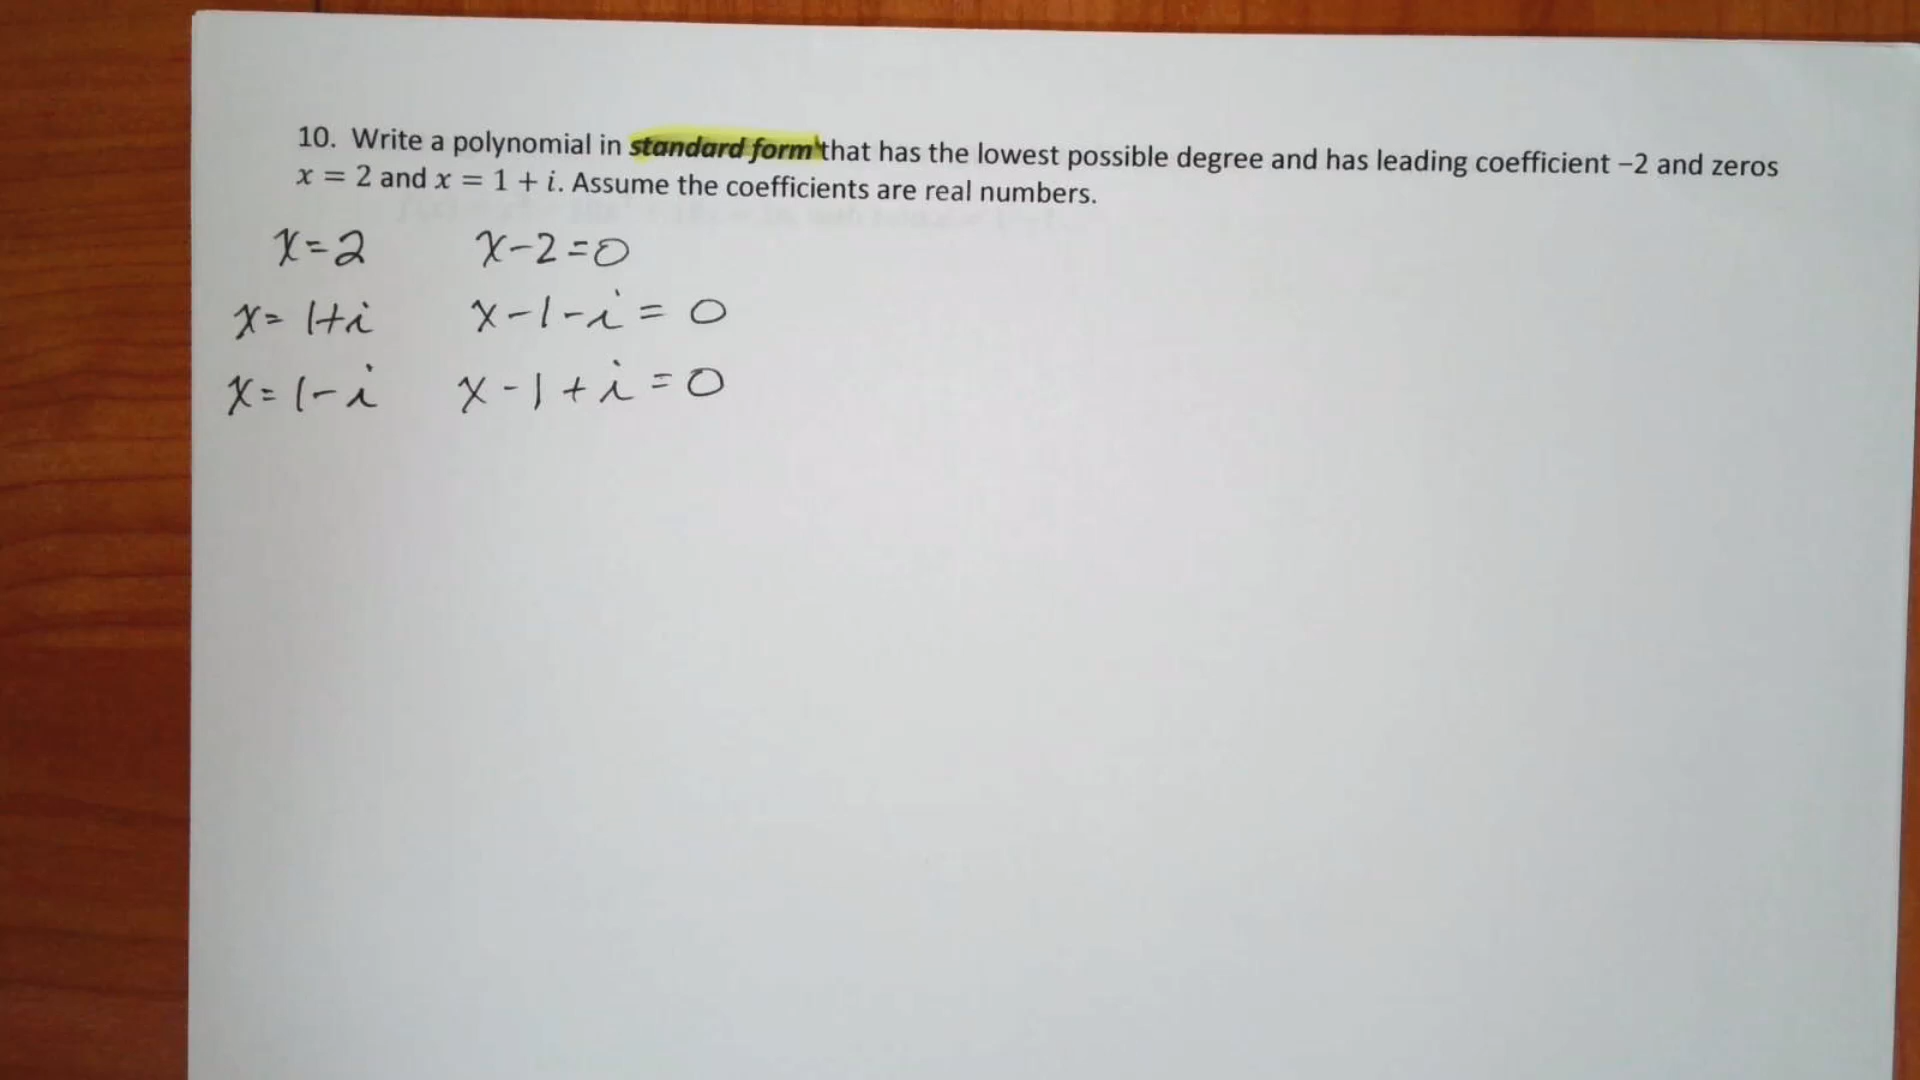 10. Write a polynomial in standard form that has the lowest possible degree and has leading coefficient −2 and zeros
x = 2 and x = 1 + i. Assume the coefficients are real numbers.
x=2 x-2=0
x= 1+i x-1-i = 0
x=1-i x-1+i=0